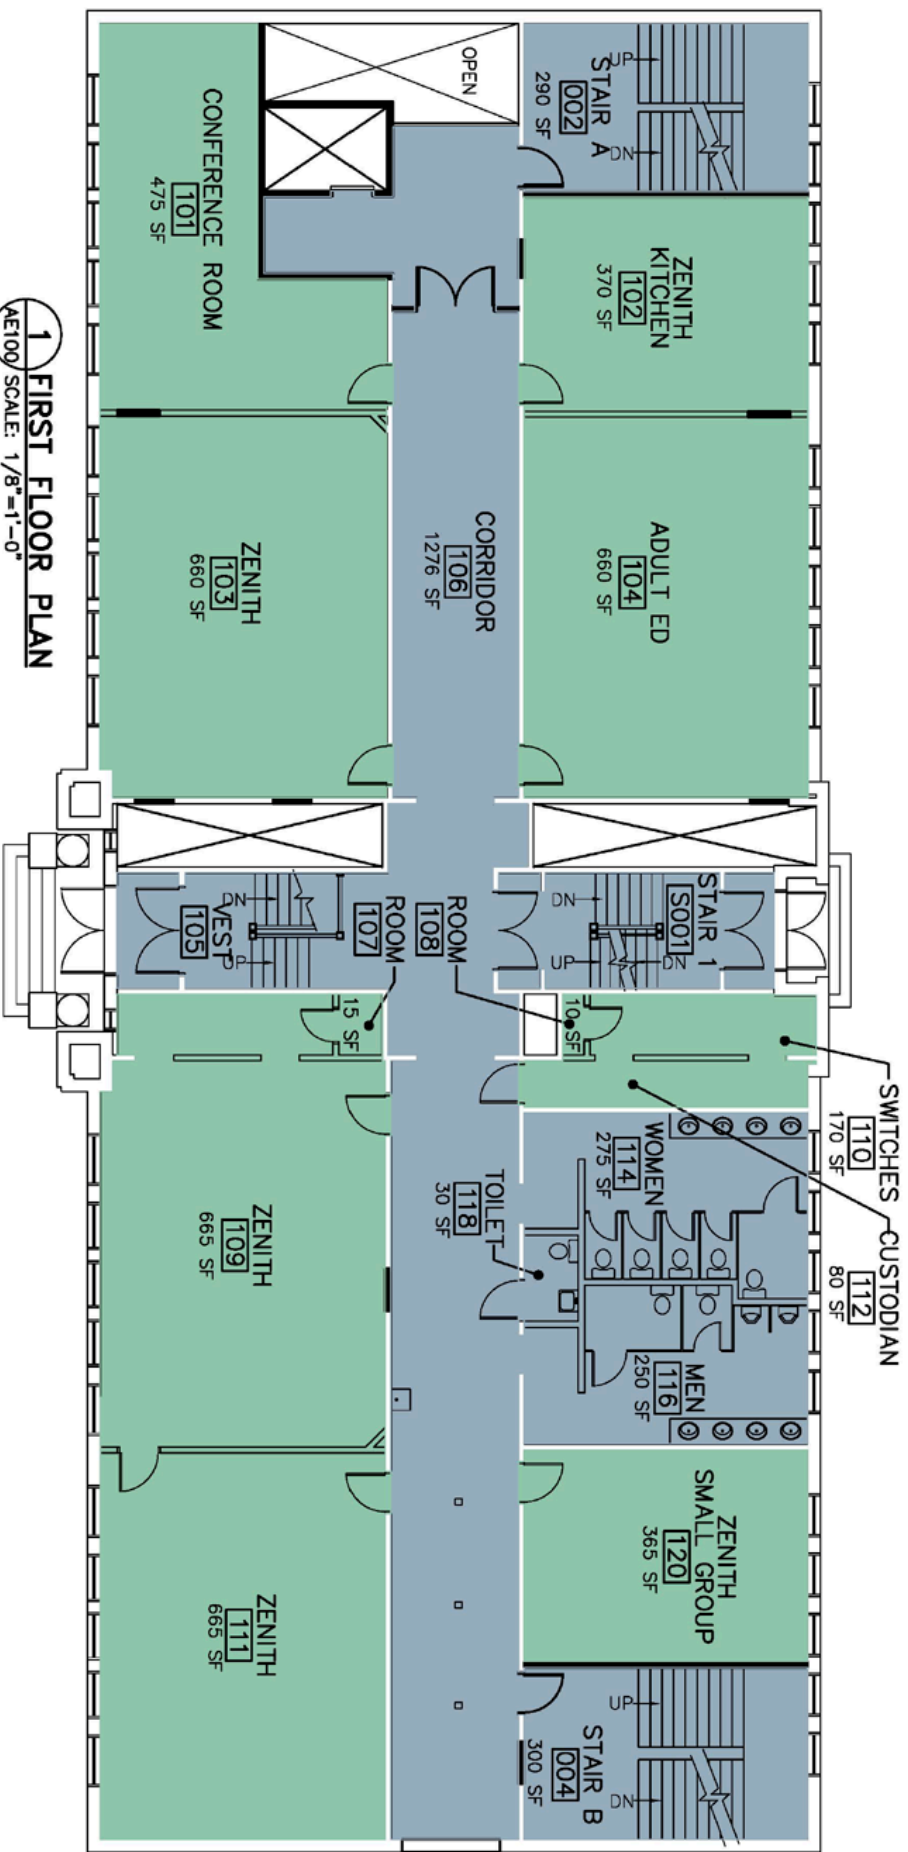 OPEN
UP
STAIR A
002
290 SF
DN
CONFERENCE ROOM
101
475 SF
ZENITH
KITCHEN
102
370 SF
ZENITH
103
660 SF
CORRIDOR
106
1276 SF
ADULT ED
104
660 SF
DN
VEST
105
UP
ROOM
107
ROOM
108
STAIR 1
S001
DN
UP
DN
15 SF
10 SF
SWITCHES
110
170 SF
CUSTODIAN
112
80 SF
WOMEN
114
275 SF
TOILET
118
30 SF
MEN
116
250 SF
ZENITH
109
665 SF
ZENITH
111
665 SF
ZENITH
SMALL GROUP
120
365 SF
UP
STAIR B
004
300 SF
DN
1
AE100
FIRST FLOOR PLAN
SCALE: 1/8"=1'-0"